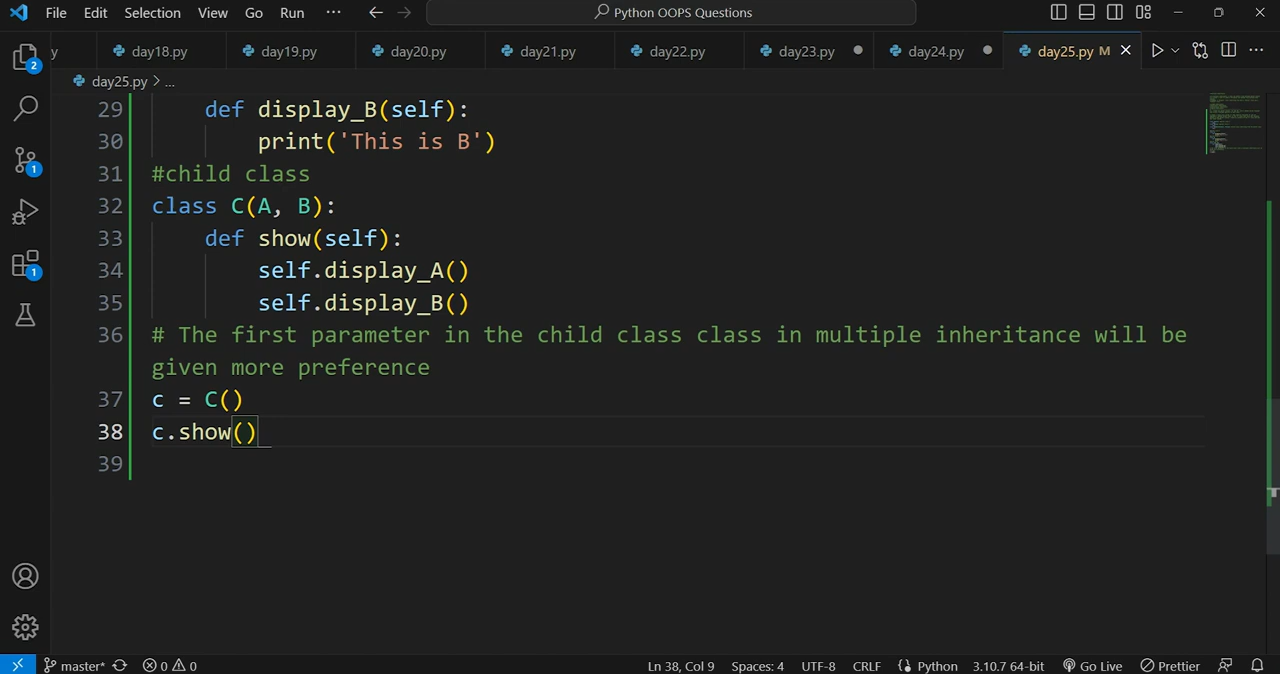 File Edit Selection View Go Run ··· Python OOPS Questions
y day18.py day19.py day20.py day21.py day22.py day23.py day24.py day25.py M
day25.py > ...
29 def display_B(self):
30 print('This is B')
31 #child class
32 class C(A, B):
33 def show(self):
34 self.display_A()
35 self.display_B()
36 # The first parameter in the child class class in multiple inheritance will be
given more preference
37 c = C()
38 c.show()
39
2
1
1
master* 0 0 Ln 38, Col 9 Spaces: 4 UTF-8 CRLF Python 3.10.7 64-bit Go Live Prettier